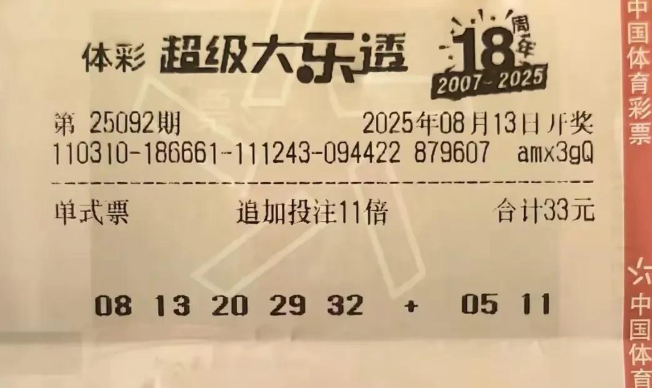 体彩 超级大乐透 18周年 2007-2025
第 25092期 2025年08月13日开奖
110310-186661-111243-094422 879607 amx3gQ
单式票 追加投注11倍 合计33元
08 13 20 29 32 + 05 11
中国体育彩票
中国体育